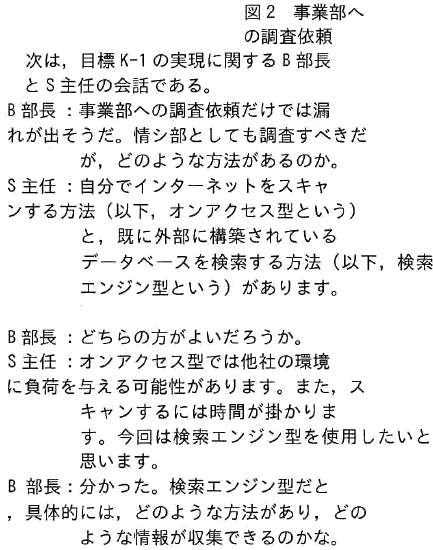 図2　事業部へ
の調査依頼
次は，目標K-1の実現に関するB部長
とS主任の会話である。
B部長：事業部への調査依頼だけでは漏
れが出そうだ。情シ部としても調査すべきだ
が，どのような方法があるのか。
S主任：自分でインターネットをスキャ
ンする方法（以下，オンアクセス型という）
と，既に外部に構築されている
データベースを検索する方法（以下，検索
エンジン型という）があります。
B部長：どちらの方がよいだろうか。
S主任：オンアクセス型では他社の環境
に負荷を与える可能性があります。また，ス
キャンするには時間が掛かりま
す。今回は検索エンジン型を使用したいと
思います。
B 部長：分かった。検索エンジン型だと
，具体的には，どのような方法があり，どの
ような情報が収集できるのかな。